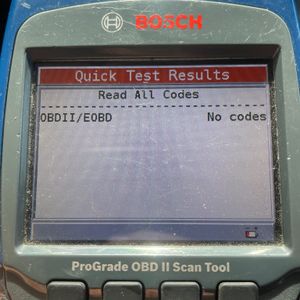 BOSCH
Quick Test Results
Read All Codes
OBDII/EOBD No codes
ProGrade OBD II Scan Tool